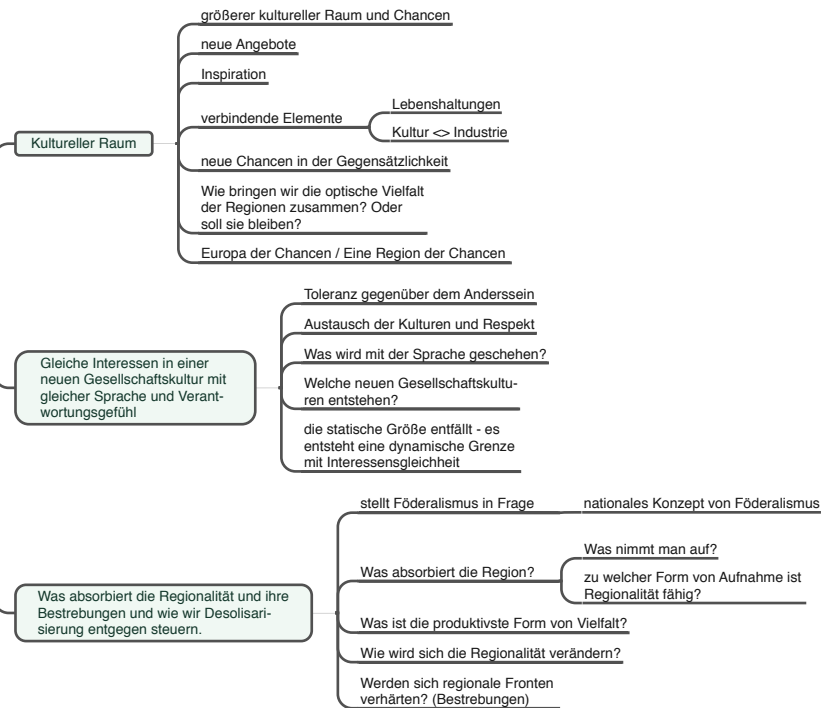 größerer kultureller Raum und Chancen
neue Angebote
Inspiration
Kultureller Raum
verbindende Elemente
Lebenshaltungen
Kultur <> Industrie
neue Chancen in der Gegensätzlichkeit
Wie bringen wir die optische Vielfalt
der Regionen zusammen? Oder
soll sie bleiben?
Europa der Chancen / Eine Region der Chancen
Gleiche Interessen in einer
neuen Gesellschaftskultur mit
gleicher Sprache und Verant-
wortungsgefühl
Toleranz gegenüber dem Anderssein
Austausch der Kulturen und Respekt
Was wird mit der Sprache geschehen?
Welche neuen Gesellschaftskultu-
ren entstehen?
die statische Größe entfällt - es
entsteht eine dynamische Grenze
mit Interessensgleichheit
Was absorbiert die Regionalität und ihre
Bestrebungen und wie wir Desolisari-
sierung entgegen steuern.
stellt Föderalismus in Frage
nationales Konzept von Föderalismus
Was absorbiert die Region?
Was nimmt man auf?
zu welcher Form von Aufnahme ist
Regionalität fähig?
Was ist die produktivste Form von Vielfalt?
Wie wird sich die Regionalität verändern?
Werden sich regionale Fronten
verhärten? (Bestrebungen)